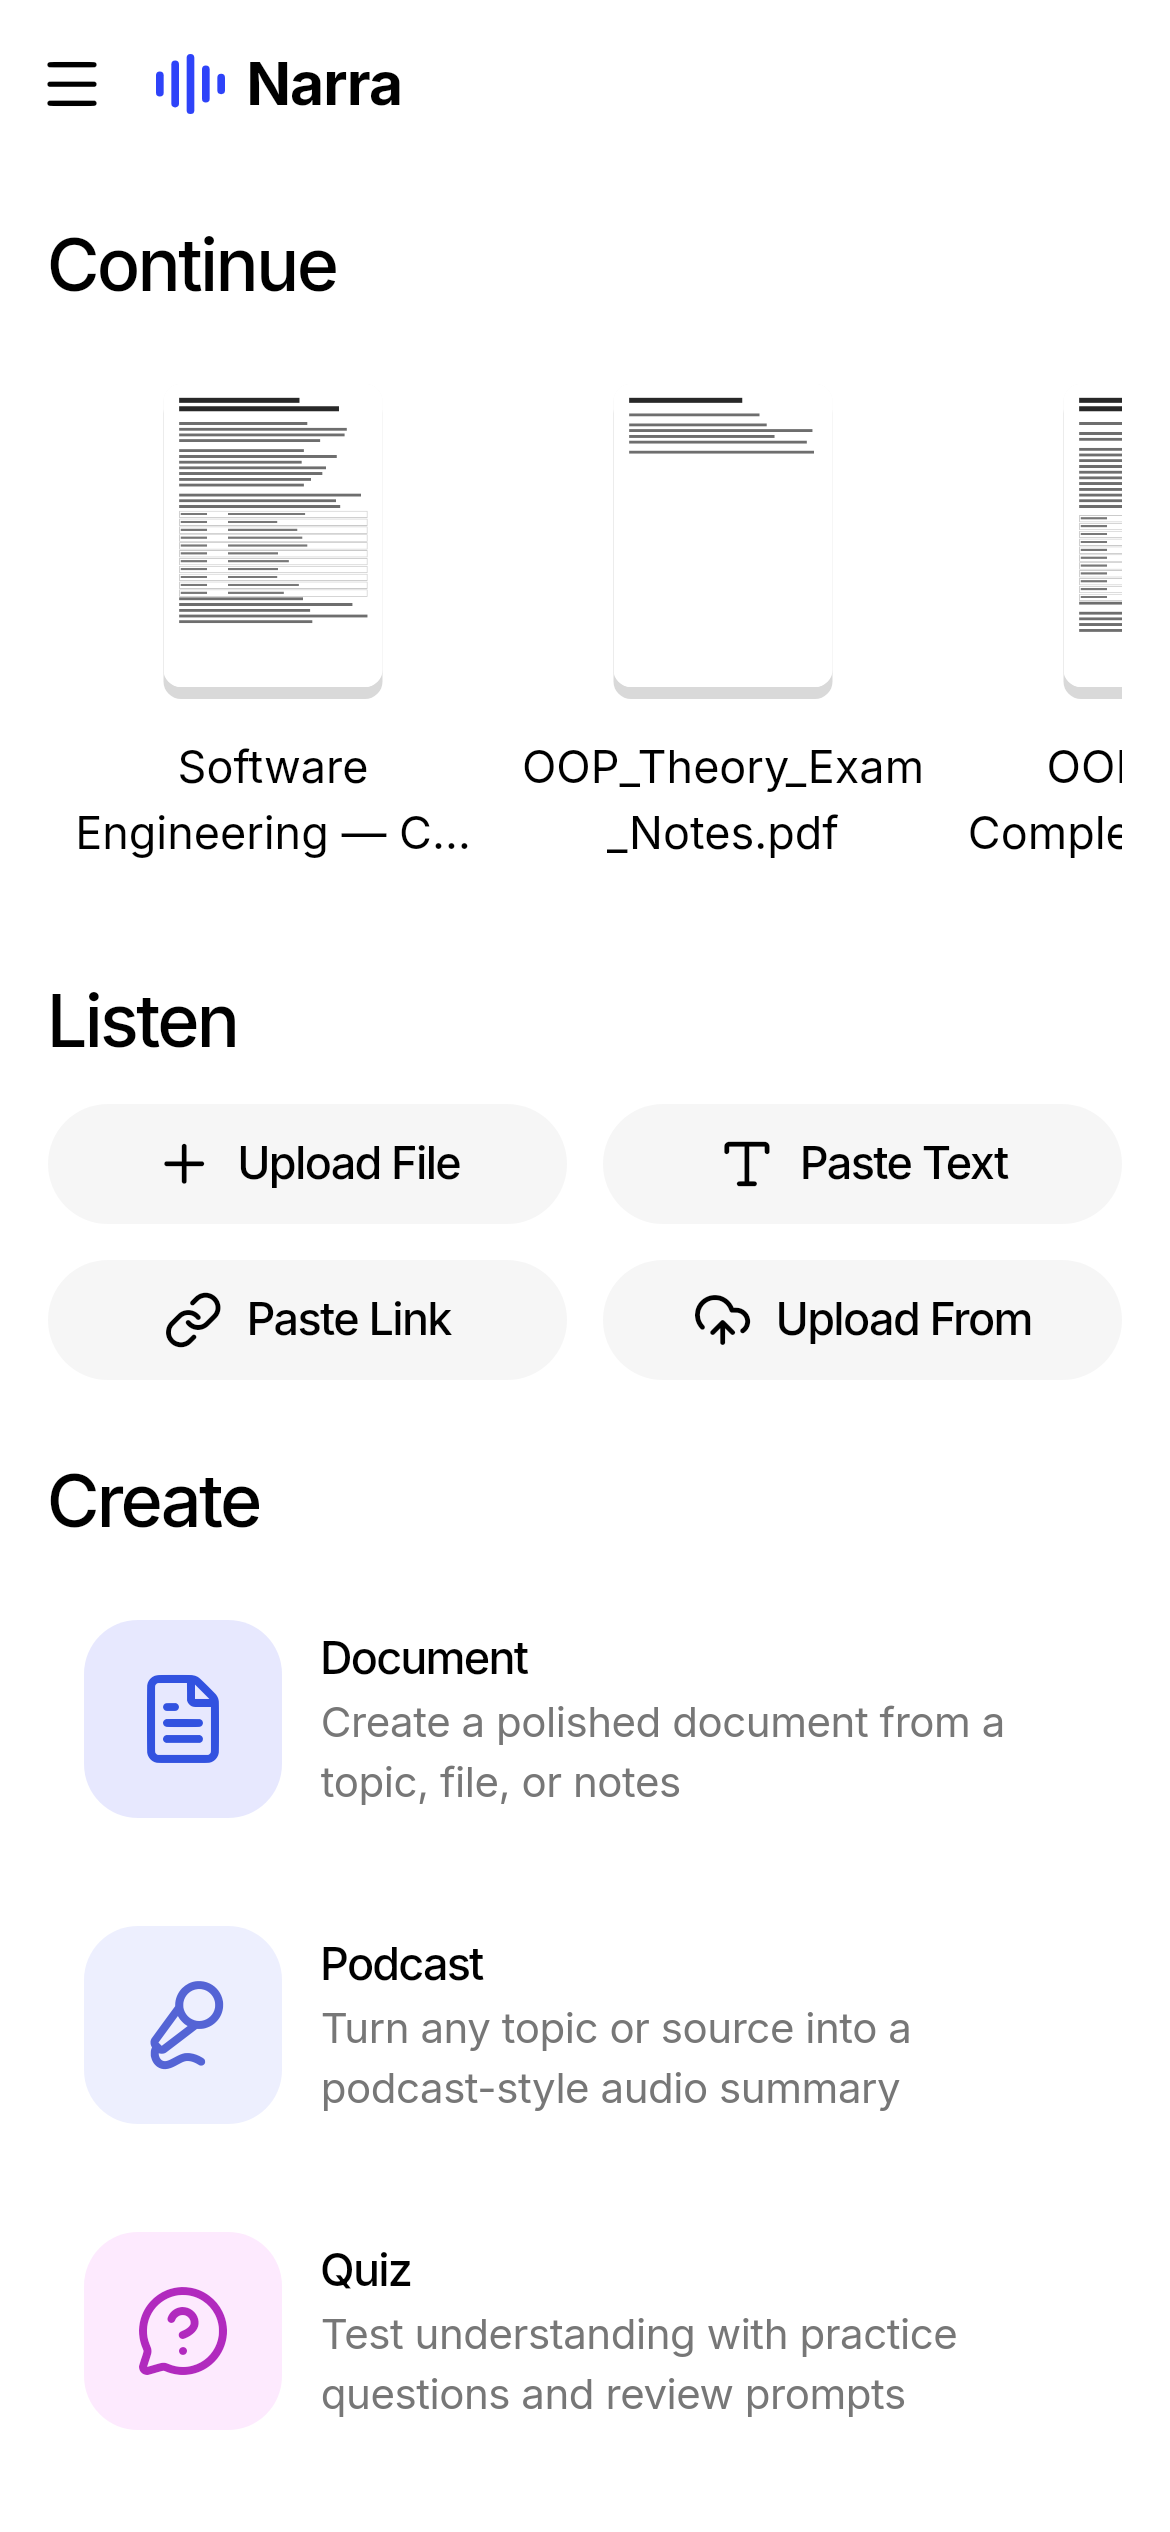 Narra
Continue
Software
Engineering — C...
OOP_Theory_Exam
_Notes.pdf
Listen
Upload File
Paste Text
Paste Link
Upload From
Create
Document
Create a polished document from a
topic, file, or notes
Podcast
Turn any topic or source into a
podcast-style audio summary
Quiz
Test understanding with practice
questions and review prompts